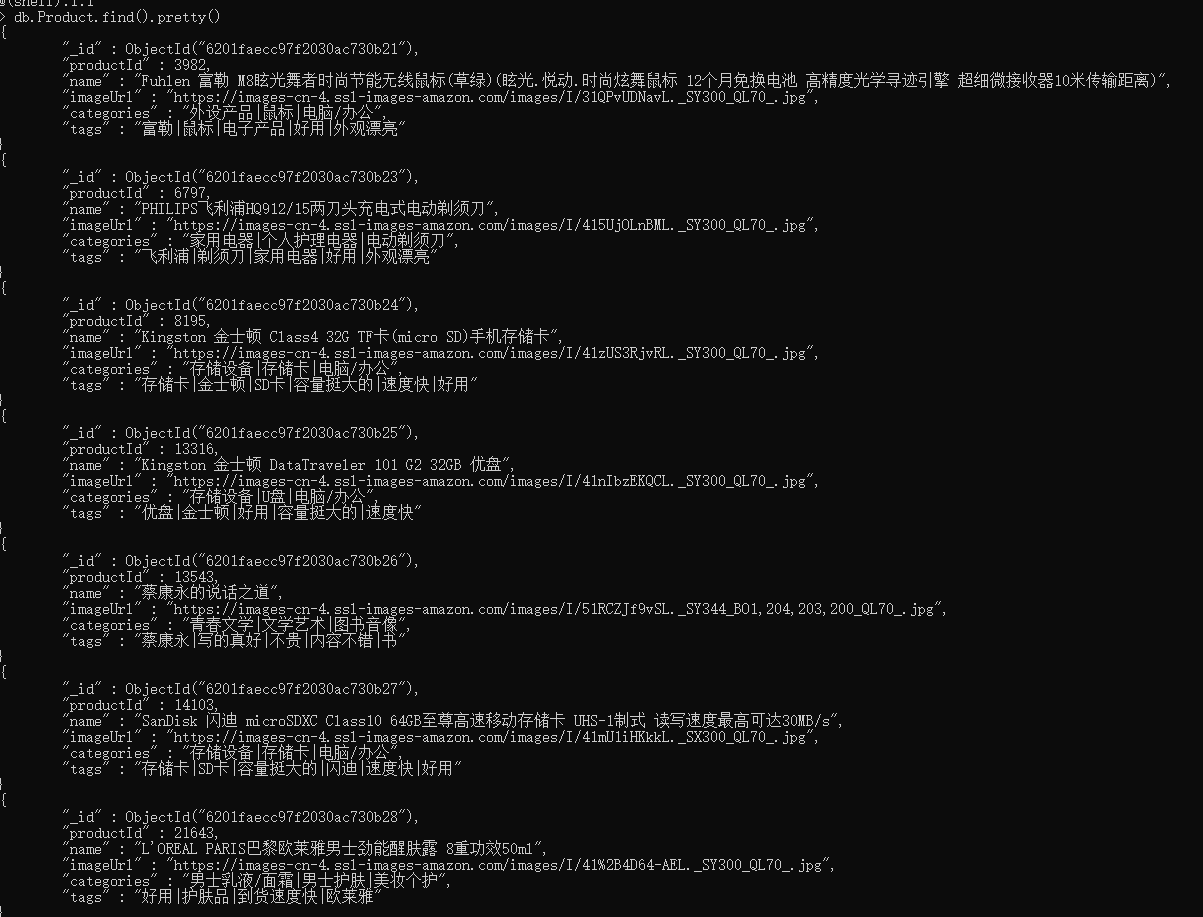 @(shell):1:1
> db.Product.find().pretty()
{
"_id" : ObjectId("6201faecc97f2030ac730b21"),
"productId" : 3982,
"name" : "Fuhlen 富勒 M8眩光舞者时尚节能无线鼠标(草绿)(眩光.悦动.时尚炫舞鼠标 12个月免换电池 高精度光学寻迹引擎 超细微接收器10米传输距离)",
"imageUrl" : "https://images-cn-4.ssl-images-amazon.com/images/I/31QPvUDNavL._SY300_QL70_.jpg",
"categories" : "外设产品|鼠标|电脑/办公",
"tags" : "富勒|鼠标|电子产品|好用|外观漂亮"
}
{
"_id" : ObjectId("6201faecc97f2030ac730b23"),
"productId" : 6797,
"name" : "PHILIPS飞利浦HQ912/15两刀头充电式电动剃须刀",
"imageUrl" : "https://images-cn-4.ssl-images-amazon.com/images/I/415UjOLnBML._SY300_QL70_.jpg",
"categories" : "家用电器|个人护理电器|电动剃须刀",
"tags" : "飞利浦|剃须刀|家用电器|好用|外观漂亮"
}
{
"_id" : ObjectId("6201faecc97f2030ac730b24"),
"productId" : 8195,
"name" : "Kingston 金士顿 Class4 32G TF卡(micro SD)手机存储卡",
"imageUrl" : "https://images-cn-4.ssl-images-amazon.com/images/I/41zUS3RjvRL._SY300_QL70_.jpg",
"categories" : "存储设备|存储卡|电脑/办公",
"tags" : "存储卡|金士顿|SD卡|容量挺大的|速度快|好用"
}
{
"_id" : ObjectId("6201faecc97f2030ac730b25"),
"productId" : 13316,
"name" : "Kingston 金士顿 DataTraveler 101 G2 32GB 优盘",
"imageUrl" : "https://images-cn-4.ssl-images-amazon.com/images/I/41nIbzEKQCL._SY300_QL70_.jpg",
"categories" : "存储设备|U盘|电脑/办公",
"tags" : "优盘|金士顿|好用|容量挺大的|速度快"
}
{
"_id" : ObjectId("6201faecc97f2030ac730b26"),
"productId" : 13543,
"name" : "蔡康永的说话之道",
"imageUrl" : "https://images-cn-4.ssl-images-amazon.com/images/I/51RCZJf9vSL._SY344_BO1,204,203,200_QL70_.jpg",
"categories" : "青春文学|文学艺术|图书音像",
"tags" : "蔡康永|写的真好|不贵|内容不错|书"
}
{
"_id" : ObjectId("6201faecc97f2030ac730b27"),
"productId" : 14103,
"name" : "SanDisk 闪迪 microSDXC Class10 64GB至尊高速移动存储卡 UHS-1制式 读写速度最高可达30MB/s",
"imageUrl" : "https://images-cn-4.ssl-images-amazon.com/images/I/41mUliHKkkL._SX300_QL70_.jpg",
"categories" : "存储设备|存储卡|电脑/办公",
"tags" : "存储卡|SD卡|容量挺大的|闪迪|速度快|好用"
}
{
"_id" : ObjectId("6201faecc97f2030ac730b28"),
"productId" : 21643,
"name" : "L'OREAL PARIS巴黎欧莱雅男士劲能醒肤露 8重功效50ml",
"imageUrl" : "https://images-cn-4.ssl-images-amazon.com/images/I/41%2B4D64-AEL._SY300_QL70_.jpg",
"categories" : "男士乳液/面霜|男士护肤|美妆个护",
"tags" : "好用|护肤品|到货速度快|欧莱雅"
}